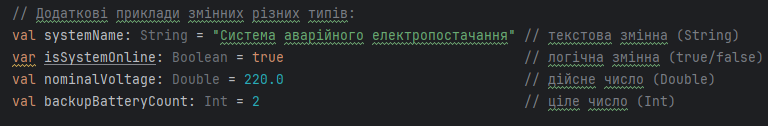 // Додаткові приклади змінних різних типів:
val systemName: String = "Система аварійного електропостачання" // текстова змінна (String)
var isSystemOnline: Boolean = true // логічна змінна (true/false)
val nominalVoltage: Double = 220.0 // дійсне число (Double)
val backupBatteryCount: Int = 2 // ціле число (Int)